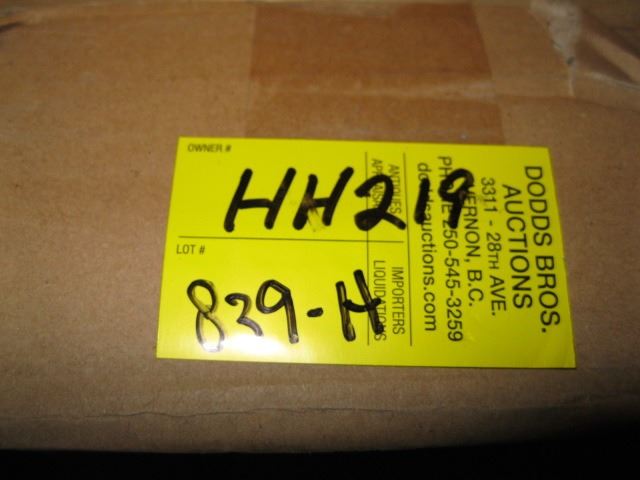 OWNER #
HH219
LOT #
839-H
DODDS BROS.
AUCTIONS
3311 - 28TH AVE.
VERNON, B.C.
PHONE 250-545-3259
doddsauctions.com
ANTIQUES IMPORTERS
APPRAISALS LIQUIDATIONS